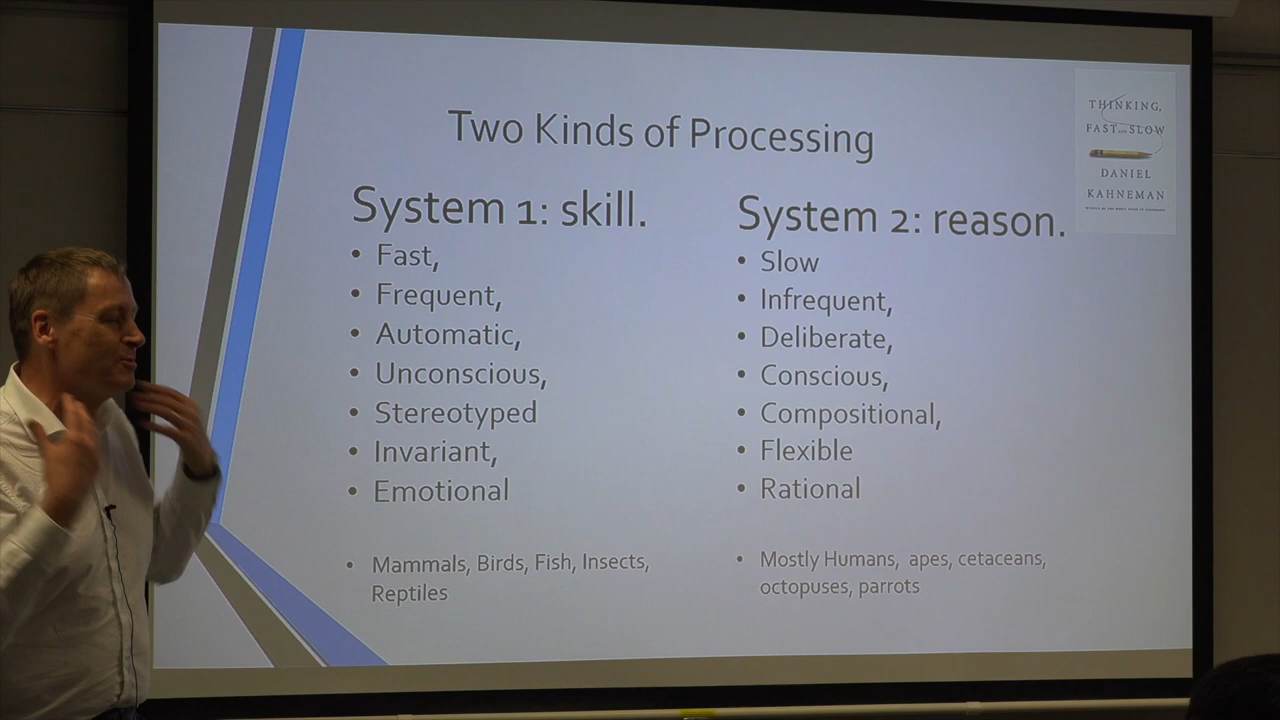 Two Kinds of Processing
System 1: skill.
• Fast,
• Frequent,
• Automatic,
• Unconscious,
• Stereotyped
• Invariant,
• Emotional
• Mammals, Birds, Fish, Insects,
Reptiles
System 2: reason.
• Slow
• Infrequent,
• Deliberate,
• Conscious,
• Compositional,
• Flexible
• Rational
• Mostly Humans, apes, cetaceans,
octopuses, parrots
THINKING,
FAST AND SLOW
DANIEL
KAHNEMAN